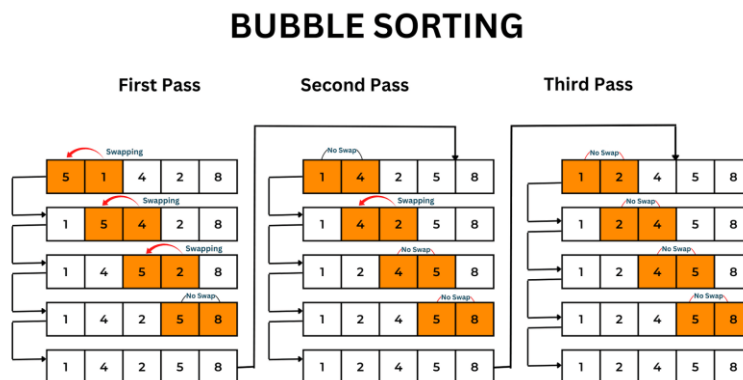 BUBBLE SORTING
First Pass
Swapping
5 1 4 2 8
Swapping
1 5 4 2 8
Swapping
1 4 5 2 8
No Swap
1 4 2 5 8
1 4 2 5 8
Second Pass
No Swap
1 4 2 5 8
Swapping
1 4 2 5 8
No Swap
1 2 4 5 8
No Swap
1 2 4 5 8
1 2 4 5 8
Third Pass
No Swap
1 2 4 5 8
No Swap
1 2 4 5 8
No Swap
1 2 4 5 8
No Swap
1 2 4 5 8
1 2 4 5 8